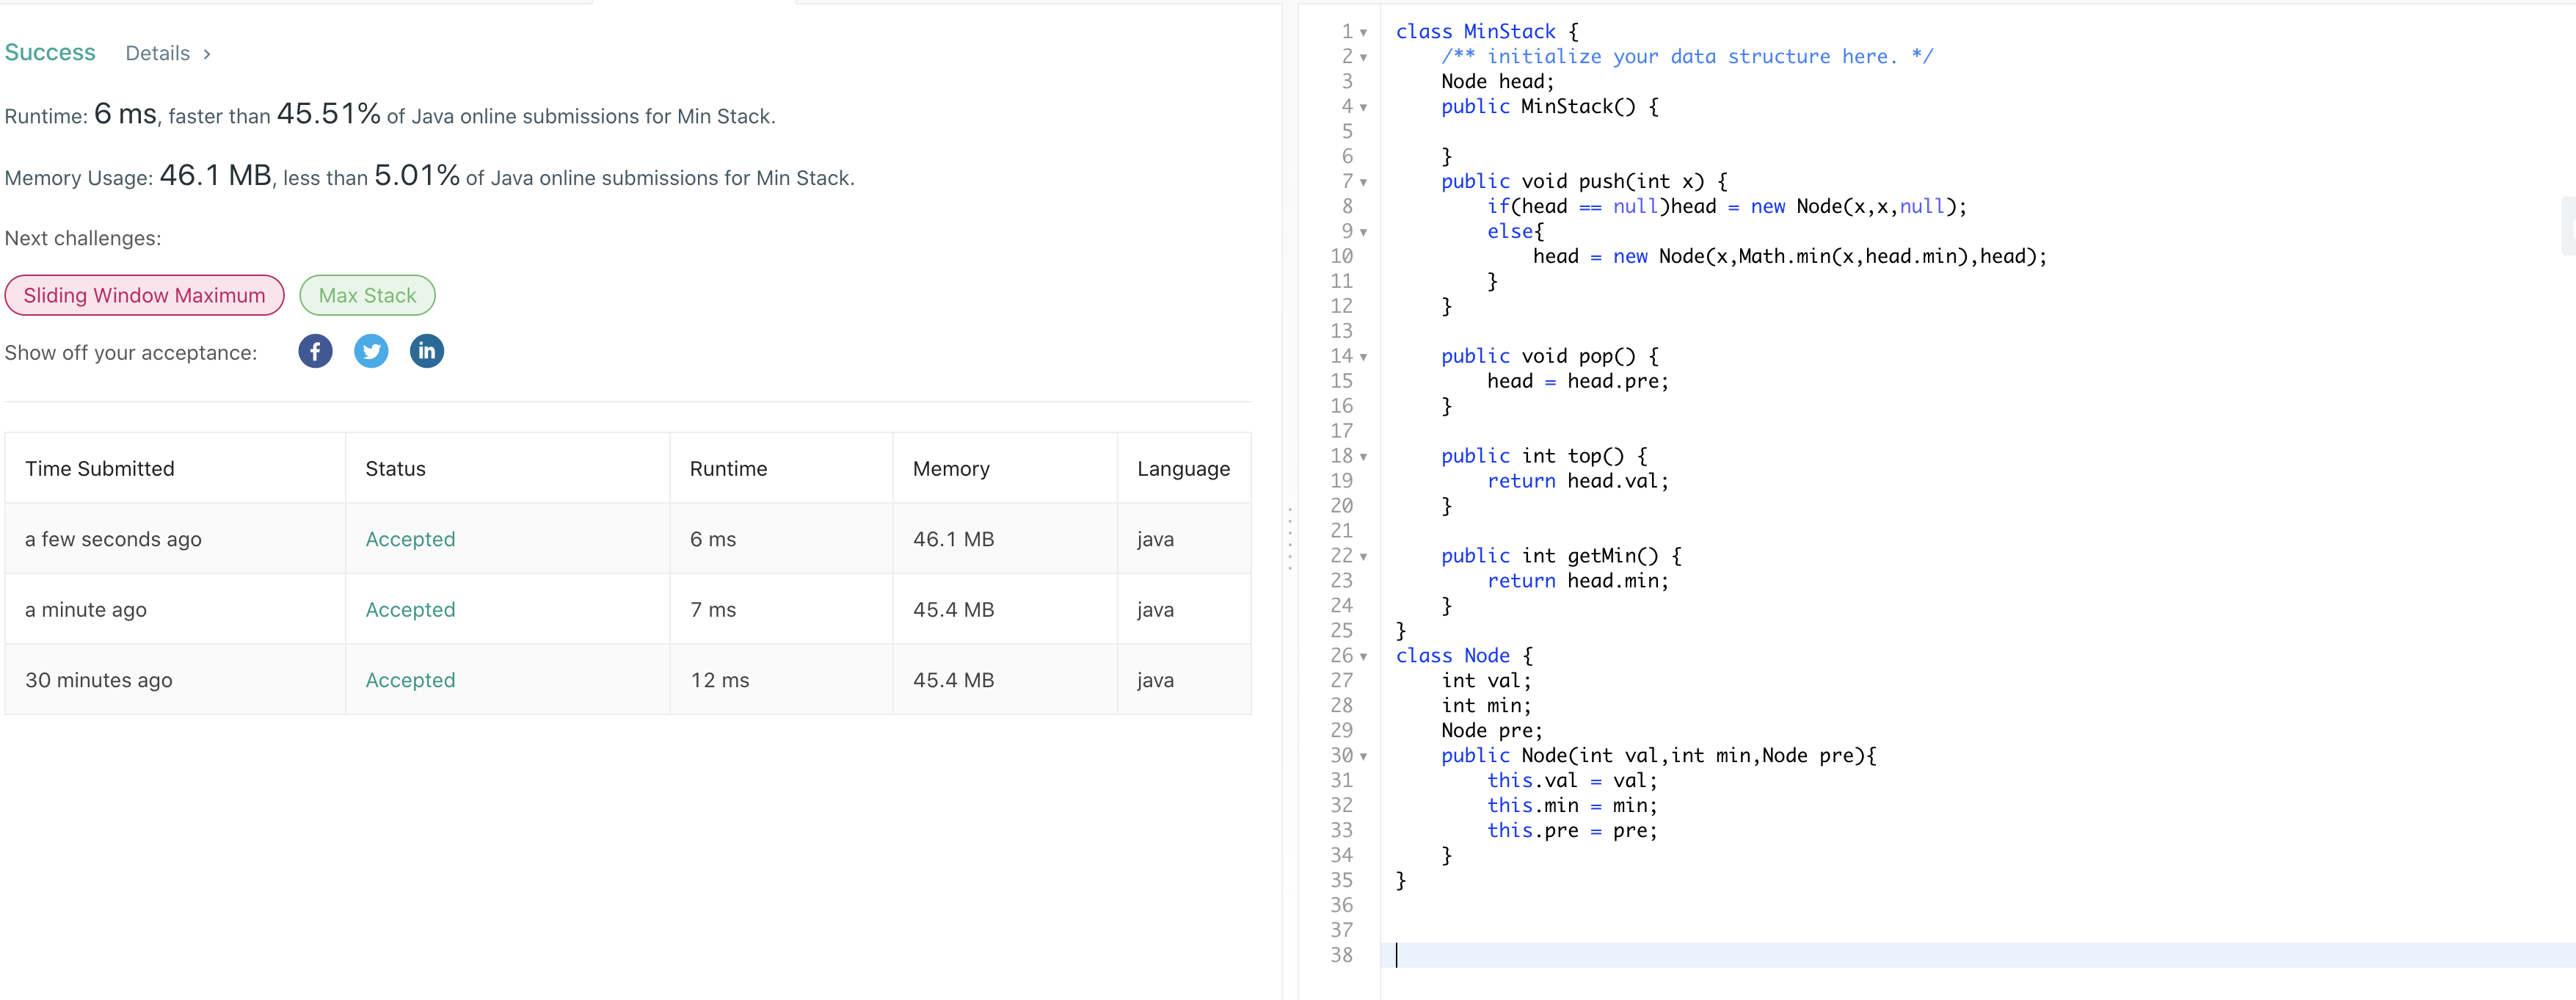 Success Details >
Runtime: 6 ms, faster than 45.51% of Java online submissions for Min Stack.
Memory Usage: 46.1 MB, less than 5.01% of Java online submissions for Min Stack.
Next challenges:
Sliding Window Maximum Max Stack
Show off your acceptance: f in
Time Submitted Status Runtime Memory Language
a few seconds ago Accepted 6 ms 46.1 MB java
a minute ago Accepted 7 ms 45.4 MB java
30 minutes ago Accepted 12 ms 45.4 MB java
1 class MinStack {
2     /** initialize your data structure here. */
3     Node head;
4     public MinStack() {
5
6     }
7     public void push(int x) {
8         if(head == null)head = new Node(x,x,null);
9         else{
10             head = new Node(x,Math.min(x,head.min),head);
11         }
12     }
13
14     public void pop() {
15         head = head.pre;
16     }
17
18     public int top() {
19         return head.val;
20     }
21
22     public int getMin() {
23         return head.min;
24     }
25 }
26 class Node {
27     int val;
28     int min;
29     Node pre;
30     public Node(int val,int min,Node pre){
31         this.val = val;
32         this.min = min;
33         this.pre = pre;
34     }
35 }
36
37
38